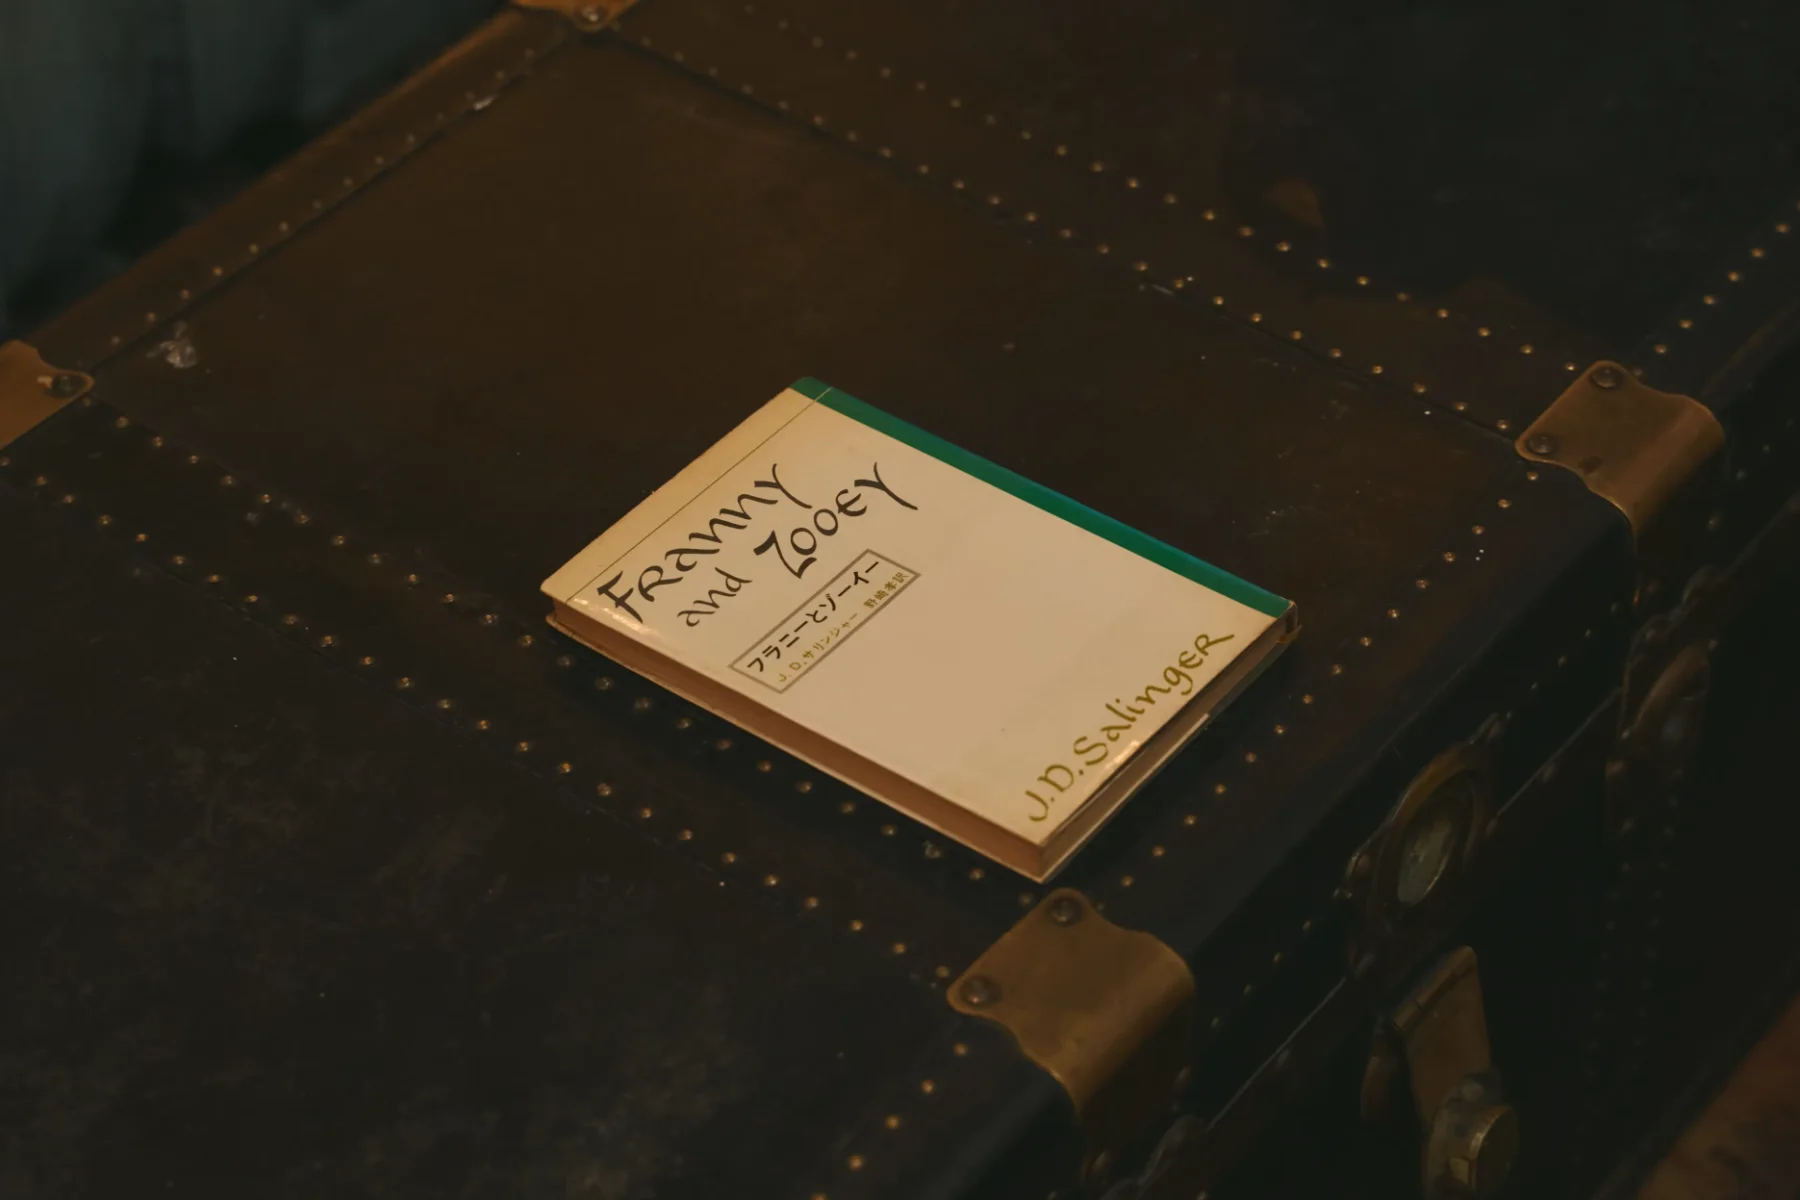 FRANNY
and ZOOEY
フラニーとゾーイー
J.D.サリンジャー 野崎孝訳
J.D.SalingER